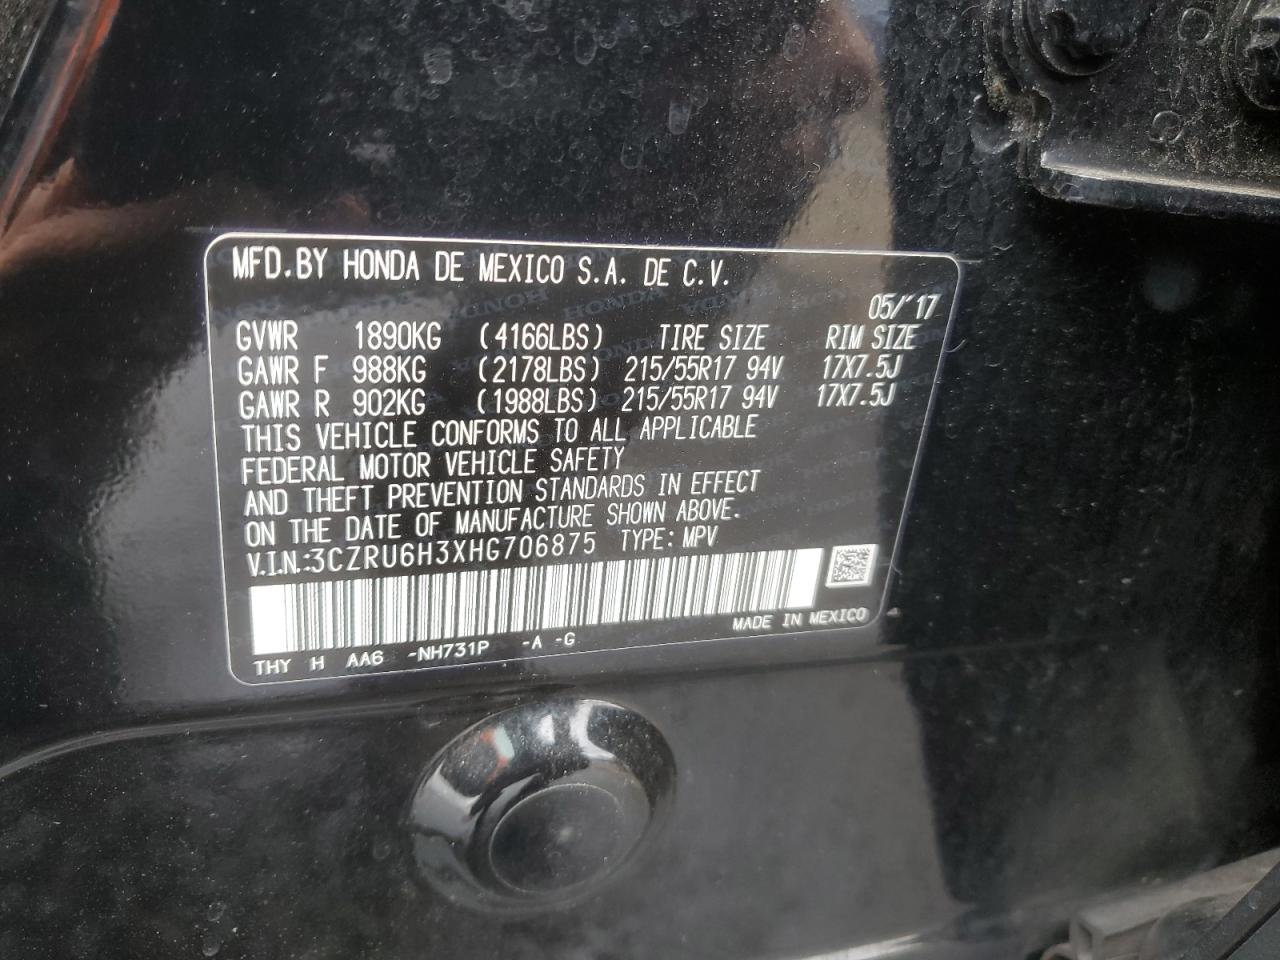 MFD.BY HONDA DE MEXICO S.A. DE C.V.
05/'17
GVWR 1890KG (4166LBS) TIRE SIZE RIM SIZE
GAWR F 988KG (2178LBS) 215/55R17 94V 17X7.5J
GAWR R 902KG (1988LBS) 215/55R17 94V 17X7.5J
THIS VEHICLE CONFORMS TO ALL APPLICABLE
FEDERAL MOTOR VEHICLE SAFETY
AND THEFT PREVENTION STANDARDS IN EFFECT
ON THE DATE OF MANUFACTURE SHOWN ABOVE.
V.I.N.:3CZRU6H3XHG706875 TYPE: MPV
MADE IN MEXICO
THY H AA6 -NH731P -A -G